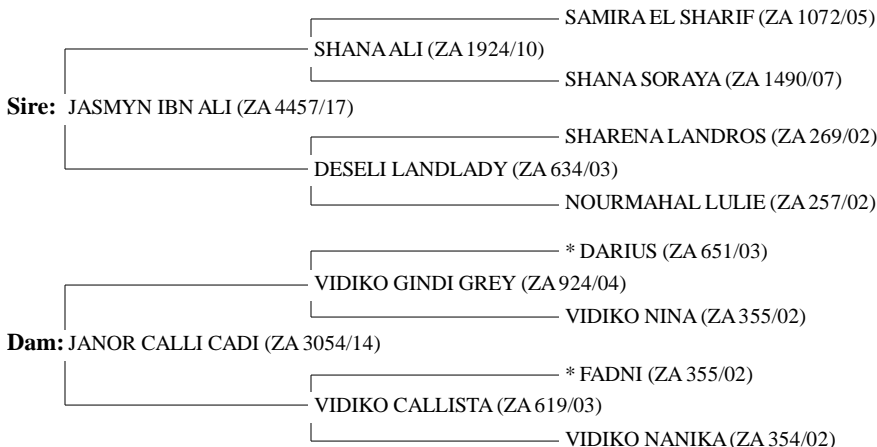 SAMIRA EL SHARIF (ZA 1072/05)
SHANA ALI (ZA 1924/10)
SHANA SORAYA (ZA 1490/07)
Sire: JASMYN IBN ALI (ZA 4457/17)
SHARENA LANDROS (ZA 269/02)
DESELI LANDLADY (ZA 634/03)
NOURMAHAL LULIE (ZA 257/02)
* DARIUS (ZA 651/03)
VIDIKO GINDI GREY (ZA 924/04)
VIDIKO NINA (ZA 355/02)
Dam: JANOR CALLI CADI (ZA 3054/14)
* FADNI (ZA 355/02)
VIDIKO CALLISTA (ZA 619/03)
VIDIKO NANIKA (ZA 354/02)